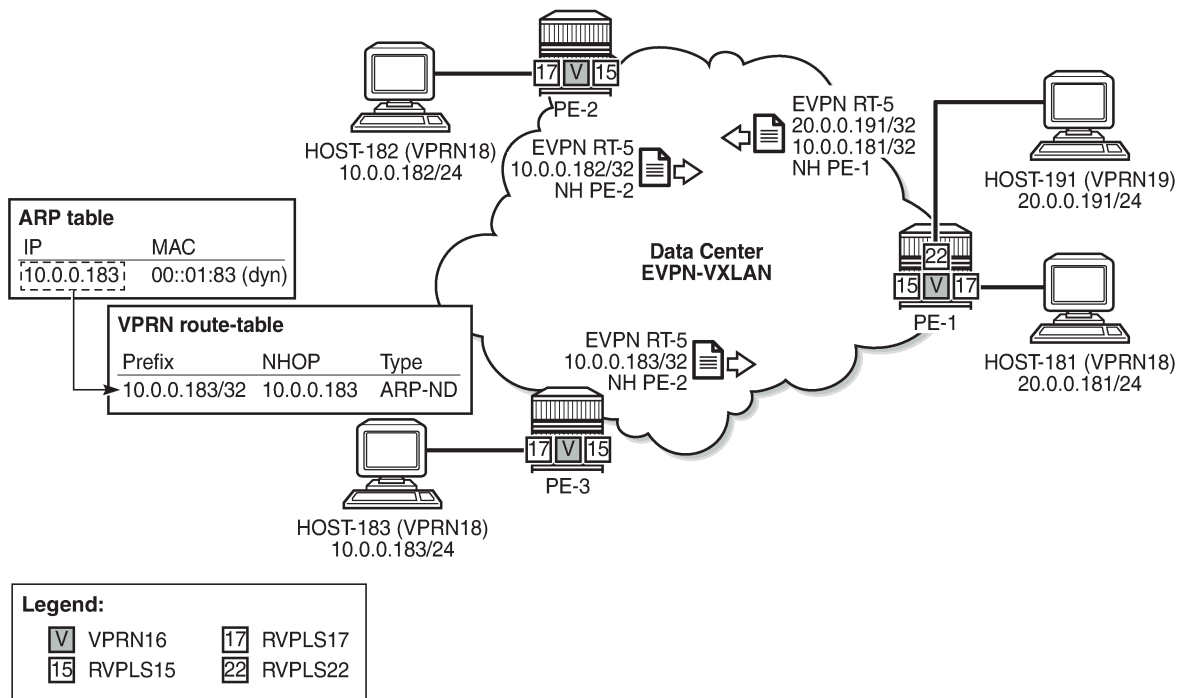 17 V 15
PE-2
HOST-182 (VPRN18)
10.0.0.182/24
EVPN RT-5
10.0.0.182/32
NH PE-2
EVPN RT-5
20.0.0.191/32
10.0.0.181/32
NH PE-1
HOST-191 (VPRN19)
20.0.0.191/24
ARP table
IP MAC
10.0.0.183 00::01:83 (dyn)
Data Center
EVPN-VXLAN
22
15 V 17
PE-1
VPRN route-table
Prefix NHOP Type
10.0.0.183/32 10.0.0.183 ARP-ND
EVPN RT-5
10.0.0.183/32
NH PE-2
HOST-181 (VPRN18)
20.0.0.181/24
17 V 15
PE-3
HOST-183 (VPRN18)
10.0.0.183/24
Legend:
V VPRN16 17 RVPLS17
15 RVPLS15 22 RVPLS22